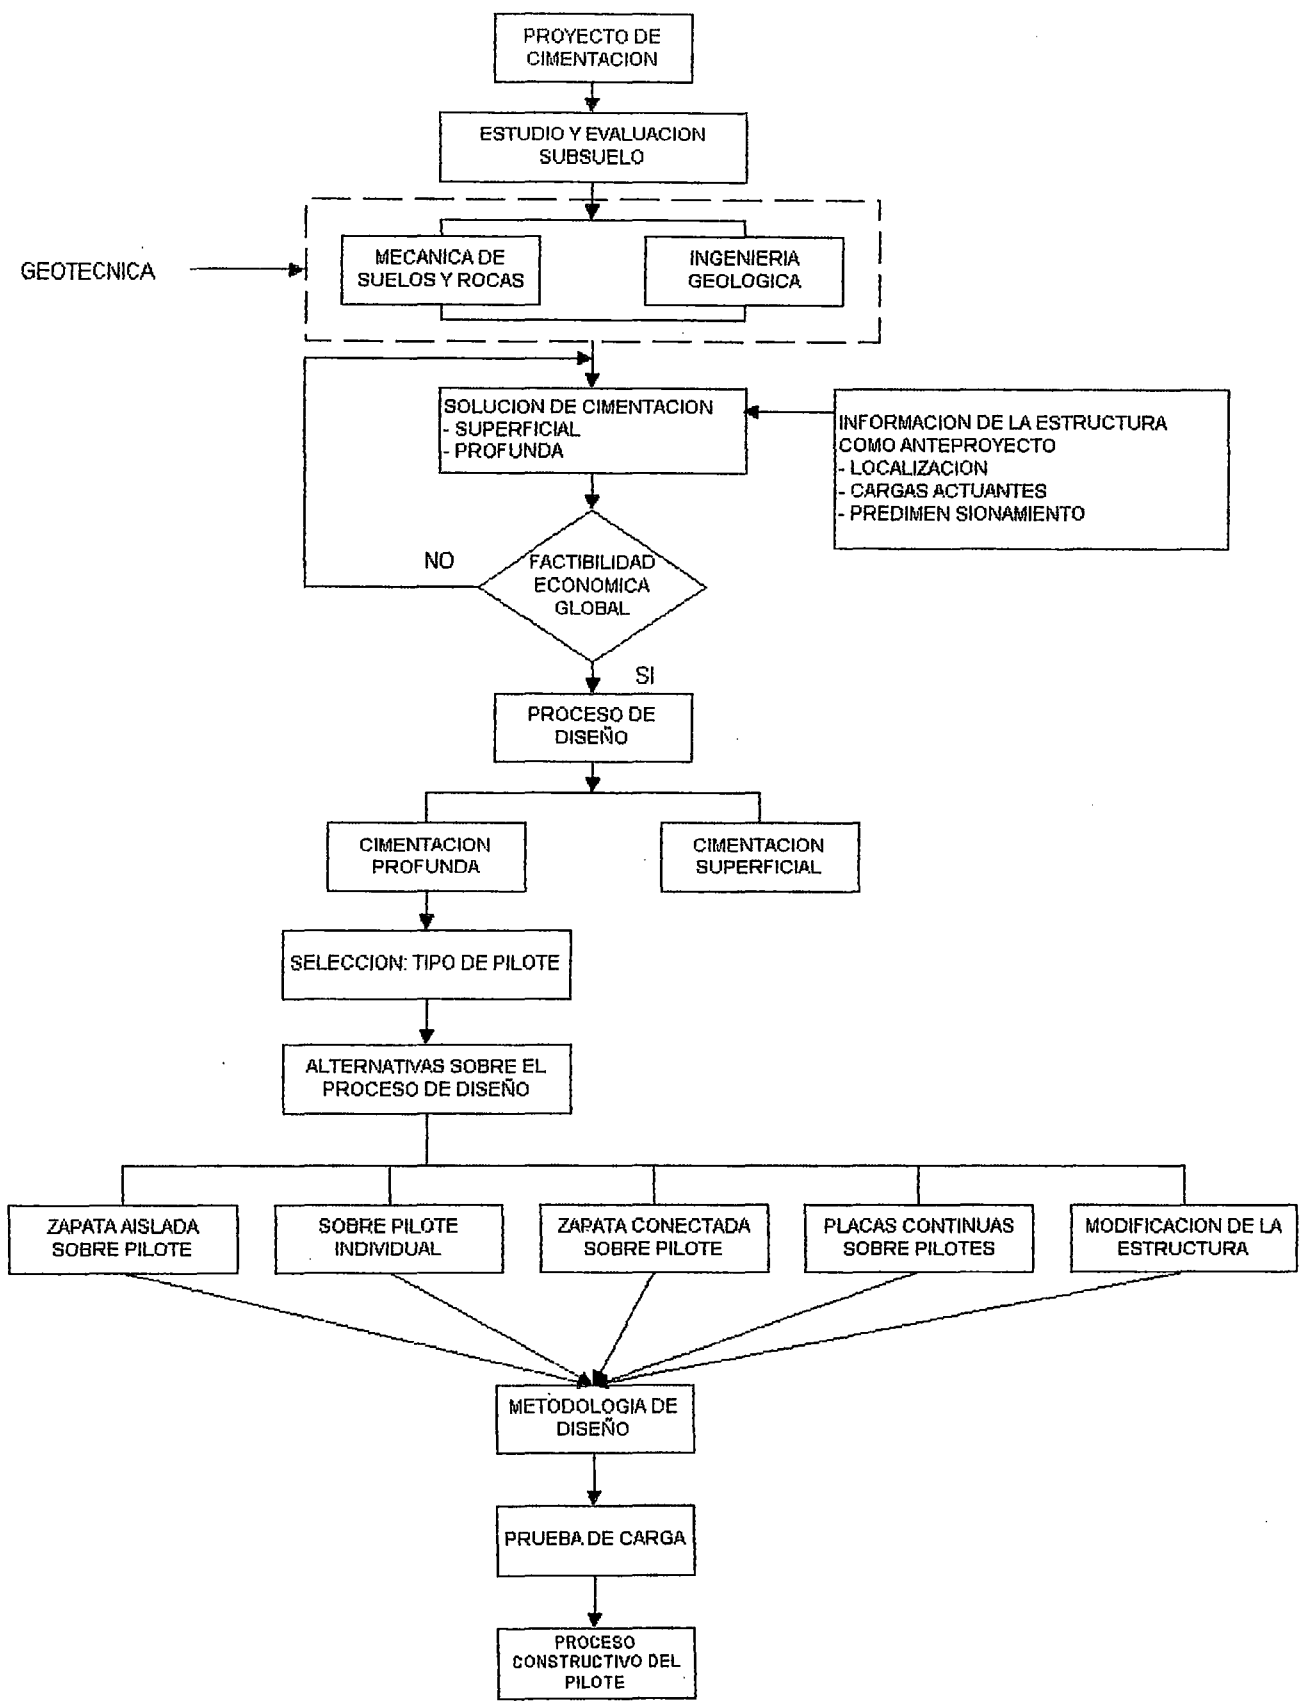 PROYECTO DE
CIMENTACION
ESTUDIO Y EVALUACION
SUBSUELO
GEOTECNICA
MECANICA DE
SUELOS Y ROCAS
INGENIERIA
GEOLOGICA
SOLUCION DE CIMENTACION
- SUPERFICIAL
- PROFUNDA
INFORMACION DE LA ESTRUCTURA
COMO ANTEPROYECTO
- LOCALIZACION
- CARGAS ACTUANTES
- PREDIMEN SIONAMIENTO
NO
FACTIBILIDAD
ECONOMICA
GLOBAL
SI
PROCESO DE
DISEÑO
CIMENTACION
PROFUNDA
CIMENTACION
SUPERFICIAL
SELECCION: TIPO DE PILOTE
ALTERNATIVAS SOBRE EL
PROCESO DE DISEÑO
ZAPATA AISLADA
SOBRE PILOTE
SOBRE PILOTE
INDIVIDUAL
ZAPATA CONECTADA
SOBRE PILOTE
PLACAS CONTINUAS
SOBRE PILOTES
MODIFICACION DE LA
ESTRUCTURA
METODOLOGIA DE
DISEÑO
PRUEBA DE CARGA
PROCESO
CONSTRUCTIVO DEL
PILOTE